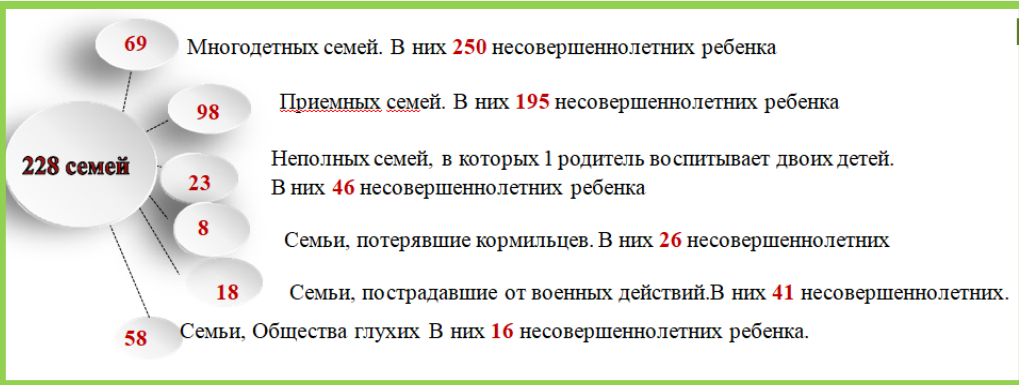 69 Многодетных семей. В них 250 несовершеннолетних ребенка
98 Приемных семей. В них 195 несовершеннолетних ребенка
228 семей
Неполных семей, в которых 1 родитель воспитывает двоих детей.
23 В них 46 несовершеннолетних ребенка
8 Семьи, потерявшие кормильцев. В них 26 несовершеннолетних
18 Семьи, пострадавшие от военных действий.В них 41 несовершеннолетних.
58 Семьи, Общества глухих В них 16 несовершеннолетних ребенка.